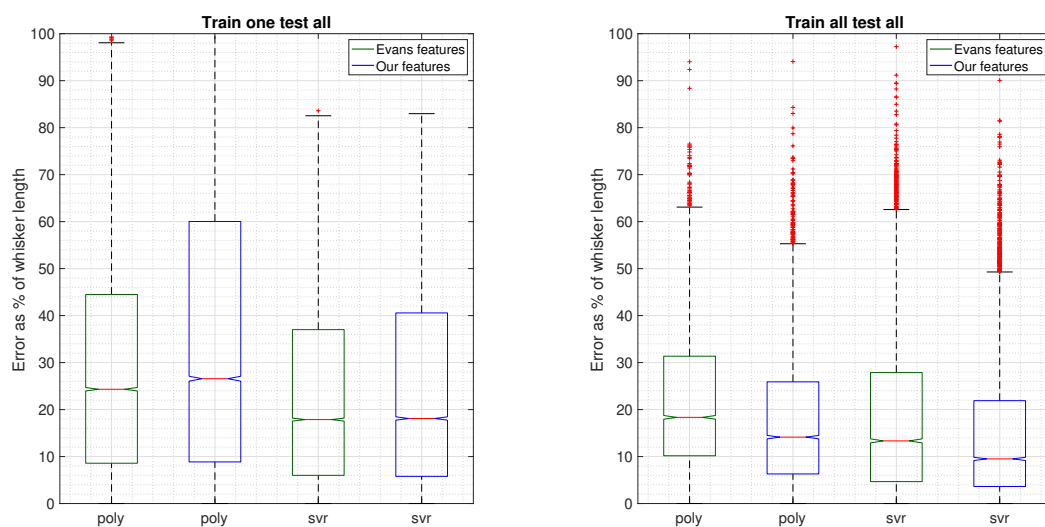 Train one test all
Error as % of whisker length
100
90
80
70
60
50
40
30
20
10
0
Evans features
Our features
poly
poly
svr
svr
Train all test all
Error as % of whisker length
100
90
80
70
60
50
40
30
20
10
0
Evans features
Our features
poly
poly
svr
svr